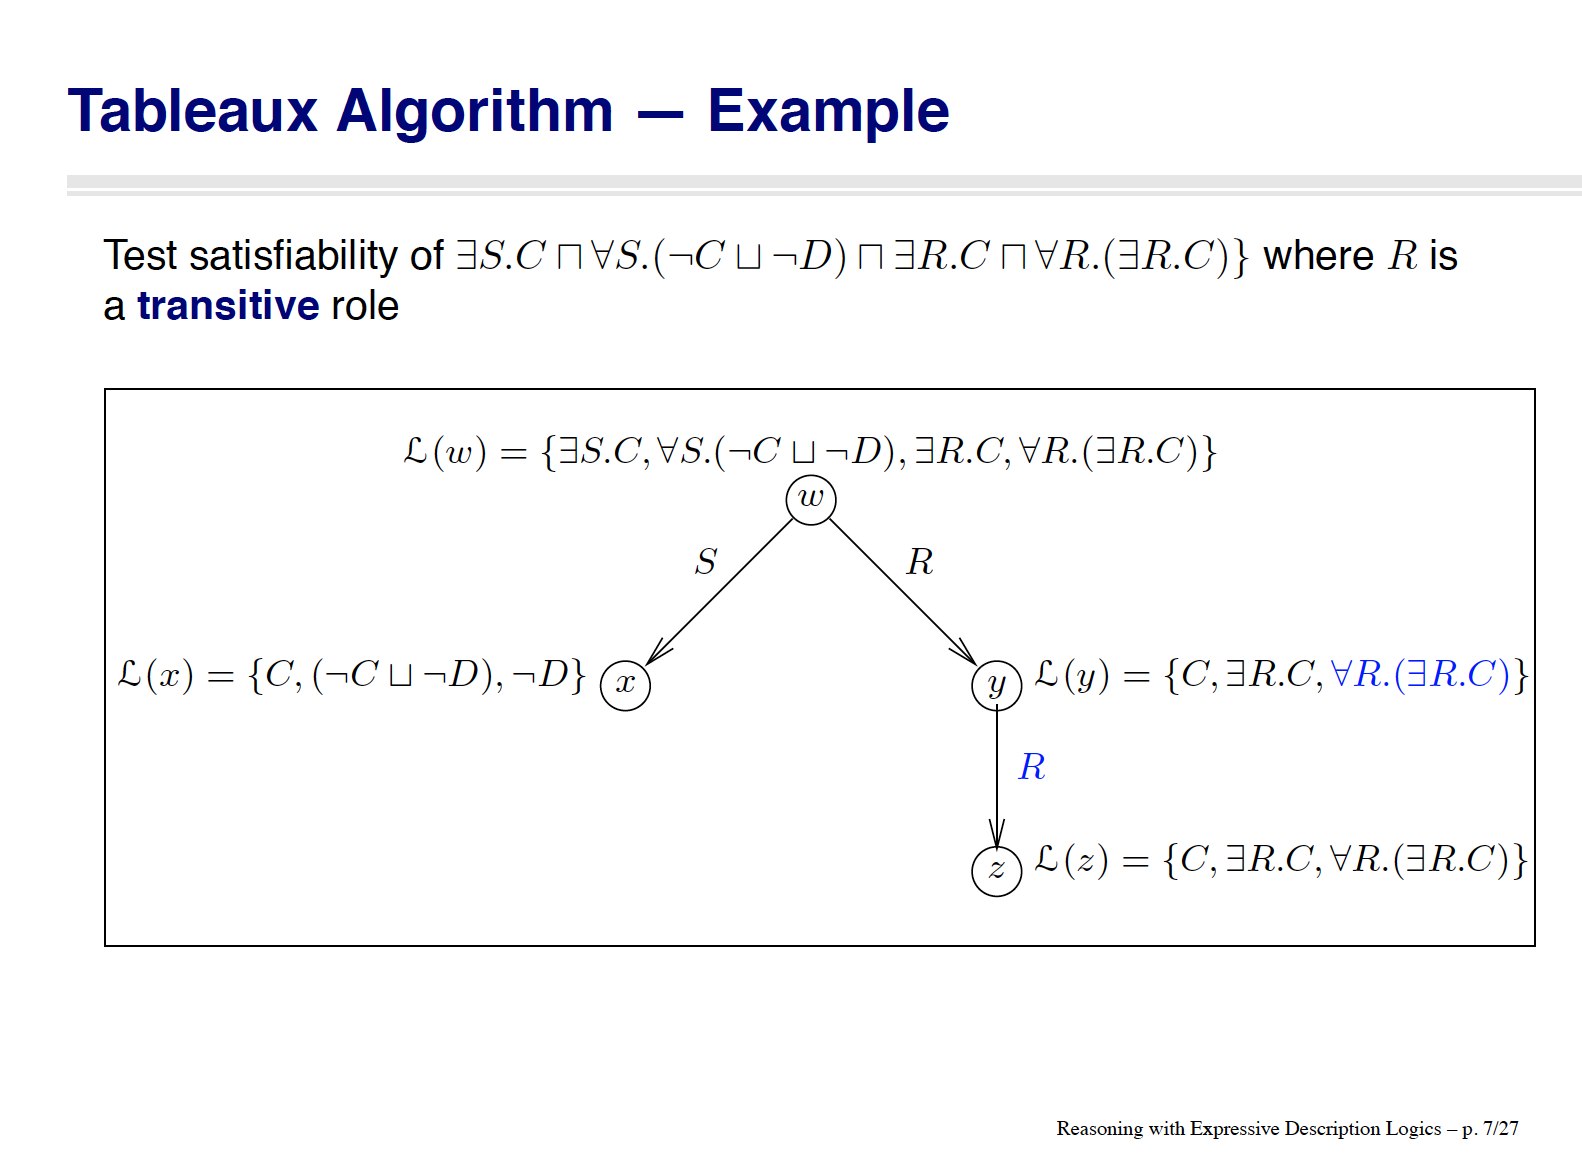 Tableaux Algorithm — Example
Test satisfiability of ∃S.C ⊓ ∀S.(¬C ⊔ ¬D) ⊓ ∃R.C ⊓ ∀R.(∃R.C)} where R is
a transitive role
ℒ(w) = {∃S.C, ∀S.(¬C ⊔ ¬D), ∃R.C, ∀R.(∃R.C)}
w
S
R
ℒ(x) = {C, (¬C ⊔ ¬D), ¬D}
x
y
ℒ(y) = {C, ∃R.C, ∀R.(∃R.C)}
R
z
ℒ(z) = {C, ∃R.C, ∀R.(∃R.C)}
Reasoning with Expressive Description Logics – p. 7/27